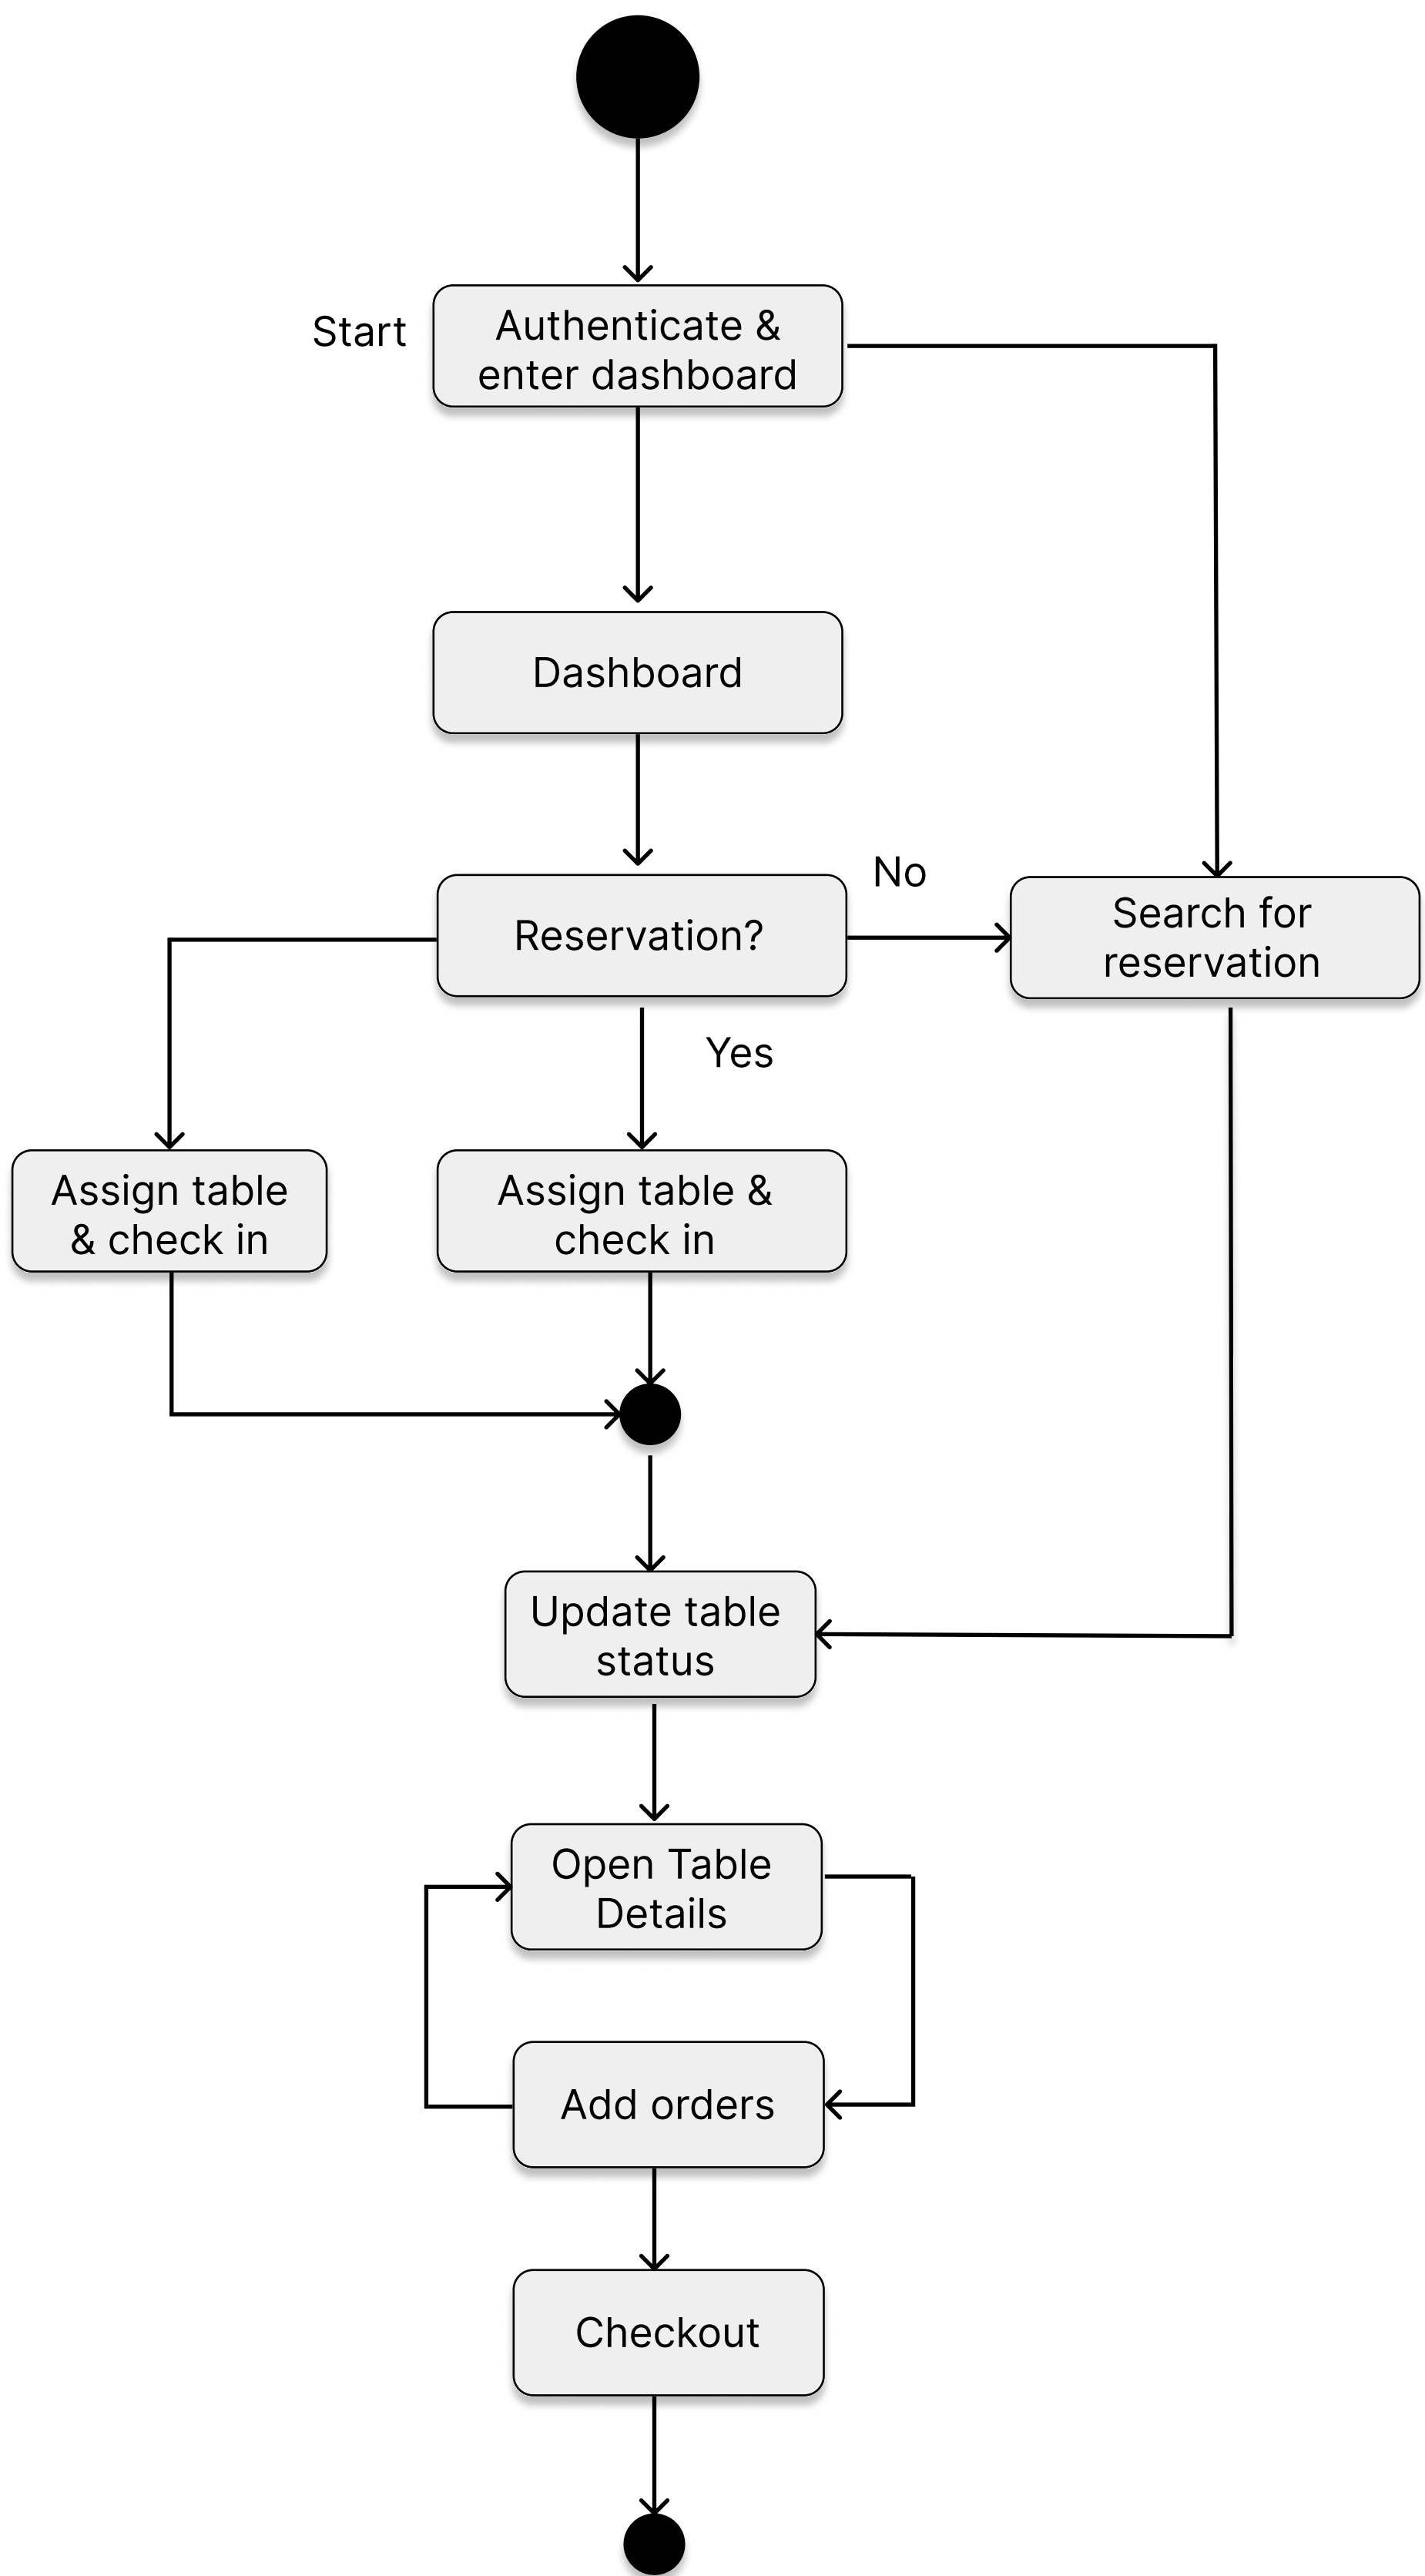 Start
Authenticate &
enter dashboard
Dashboard
Reservation?
No
Search for
reservation
Yes
Assign table
& check in
Assign table &
check in
Update table
status
Open Table
Details
Add orders
Checkout